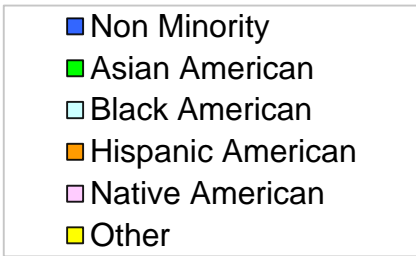 Non Minority
Asian American
Black American
Hispanic American
Native American
Other